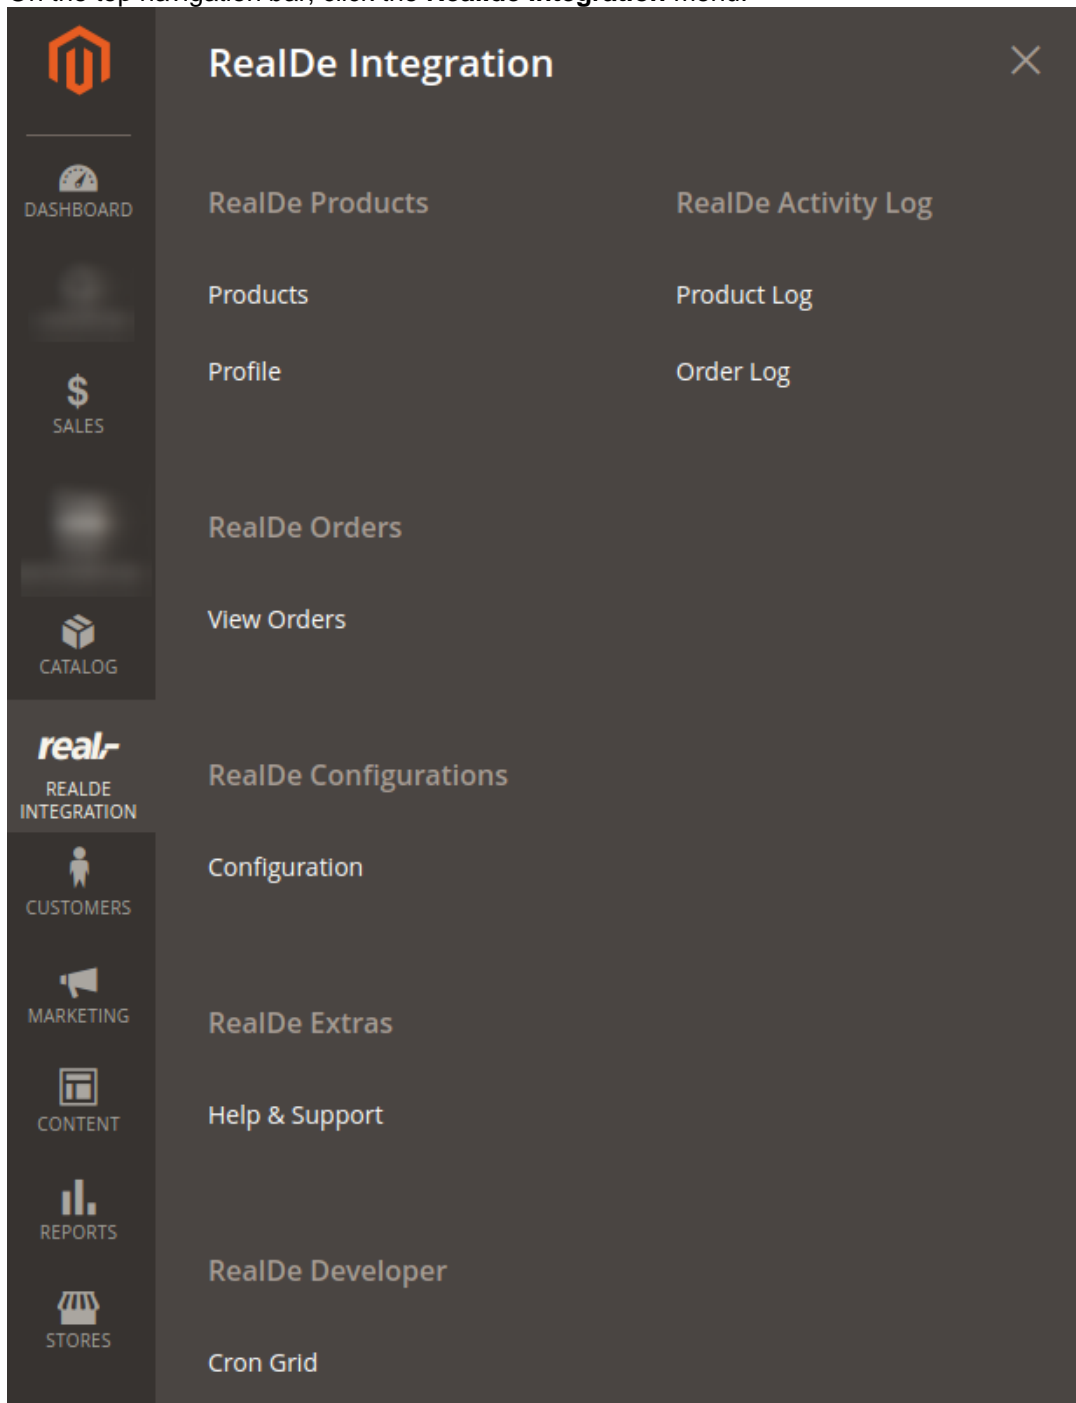 RealDe Integration
DASHBOARD
SALES
CATALOG
real,-
REALDE
INTEGRATION
CUSTOMERS
MARKETING
CONTENT
REPORTS
STORES
RealDe Products
Products
Profile
RealDe Orders
View Orders
RealDe Configurations
Configuration
RealDe Extras
Help & Support
RealDe Developer
Cron Grid
RealDe Activity Log
Product Log
Order Log